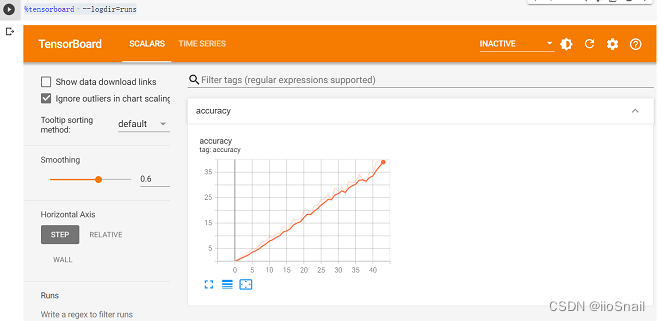 %tensorboard --logdir=runs
TensorBoard
SCALARS
TIME SERIES
INACTIVE
Show data download links
Ignore outliers in chart scaling
Tooltip sorting
method:
default
Smoothing
0.6
Horizontal Axis
STEP
RELATIVE
WALL
Runs
Write a regex to filter runs
Filter tags (regular expressions supported)
accuracy
accuracy
tag: accuracy
35
25
15
5
0 5 10 15 20 25 30 35 40
CSDN @iioSnail